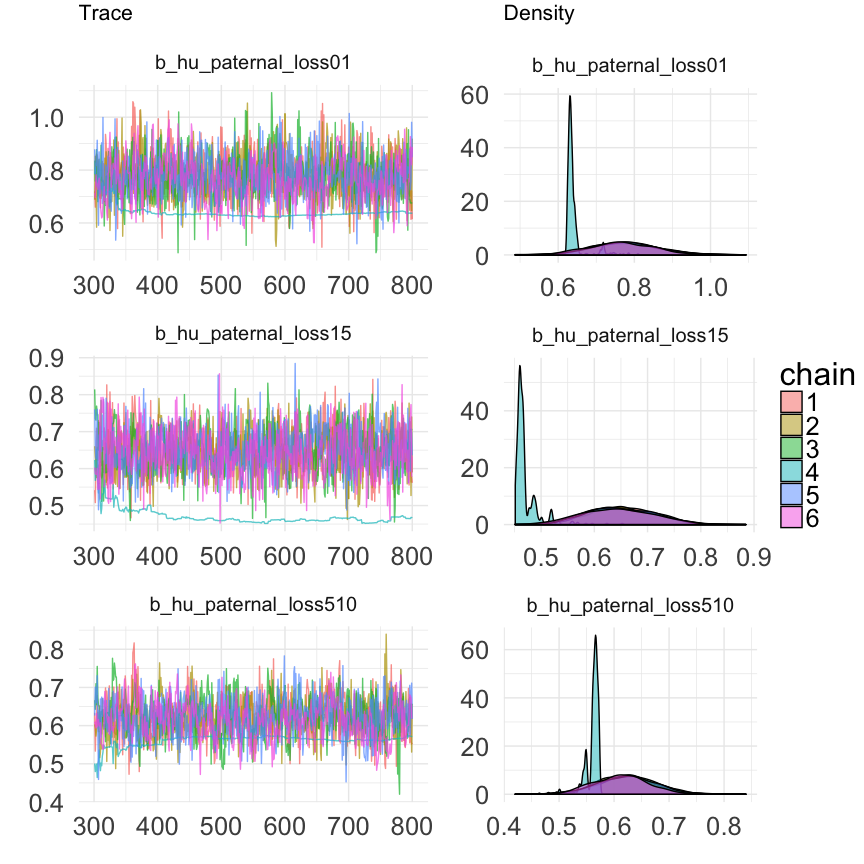 Trace
Density
b_hu_paternal_loss01
1.0
0.8
0.6
300 400 500 600 700 800
b_hu_paternal_loss01
60
40
20
0
0.6 0.8 1.0
b_hu_paternal_loss15
0.9
0.8
0.7
0.6
0.5
300 400 500 600 700 800
b_hu_paternal_loss15
40
20
0
0.5 0.6 0.7 0.8 0.9
b_hu_paternal_loss510
0.8
0.7
0.6
0.5
0.4
300 400 500 600 700 800
b_hu_paternal_loss510
60
40
20
0
0.4 0.5 0.6 0.7 0.8
chain
1
2
3
4
5
6